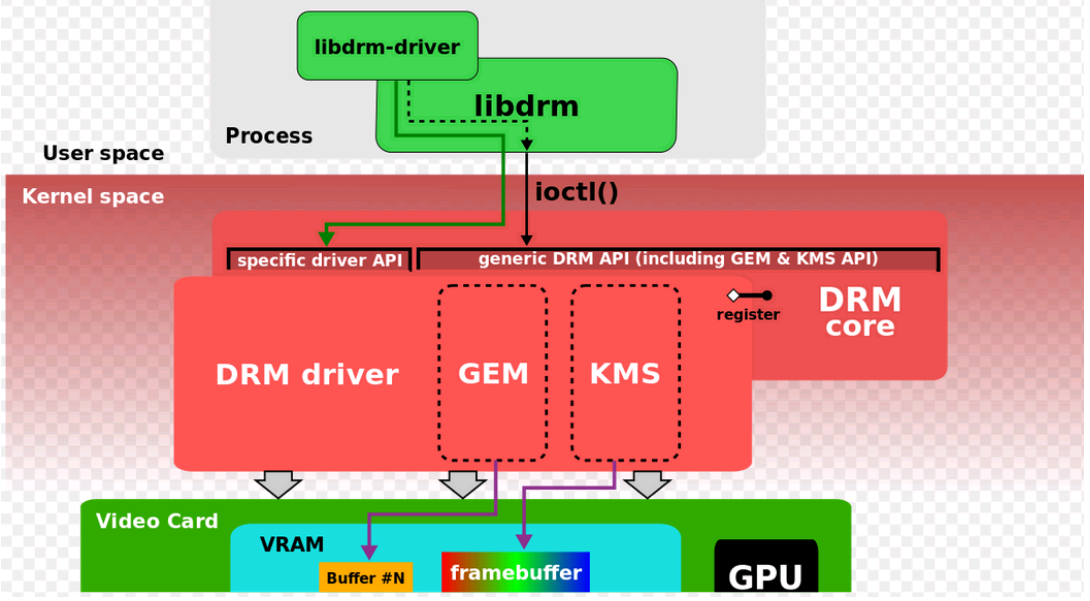 libdrm-driver
libdrm
Process
User space
Kernel space
ioctl()
specific driver API
generic DRM API (including GEM & KMS API)
register
DRM
core
DRM driver
GEM
KMS
Video Card
VRAM
Buffer #N
framebuffer
GPU